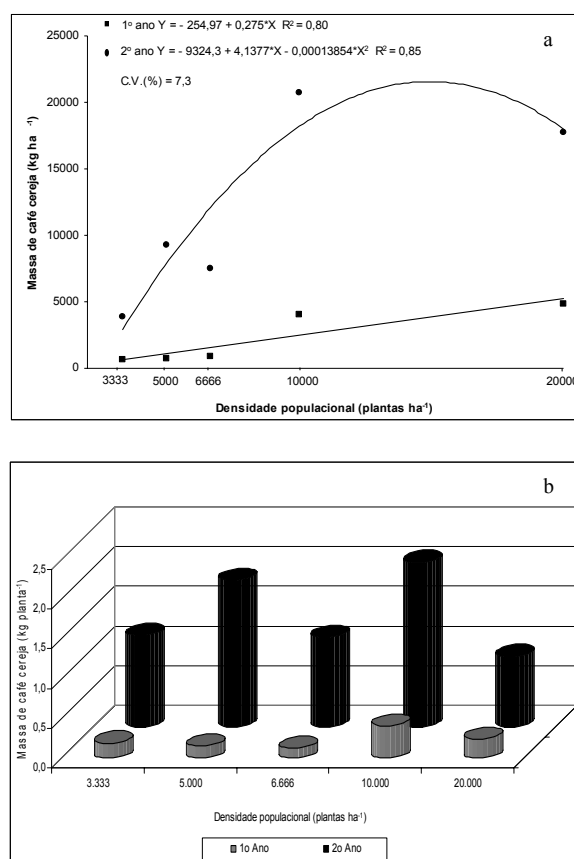 1º ano Y = - 254,97 + 0,275*X R² = 0,80
a
2º ano Y = - 9324,3 + 4,1377*X - 0,00013854*X² R² = 0,85
C.V.(%) = 7,3
Massa de café cereja (kg ha ⁻¹)
25000
20000
15000
10000
5000
0
3333 5000 6666 10000 20000
Densidade populacional (plantas ha⁻¹)
b
Massa de café cereja (kg planta⁻¹)
2,5
2,0
1,5
1,0
0,5
0,0
3.333 5.000 6.666 10.000 20.000
Densidade populacional (plantas ha⁻¹)
1o Ano 2o Ano